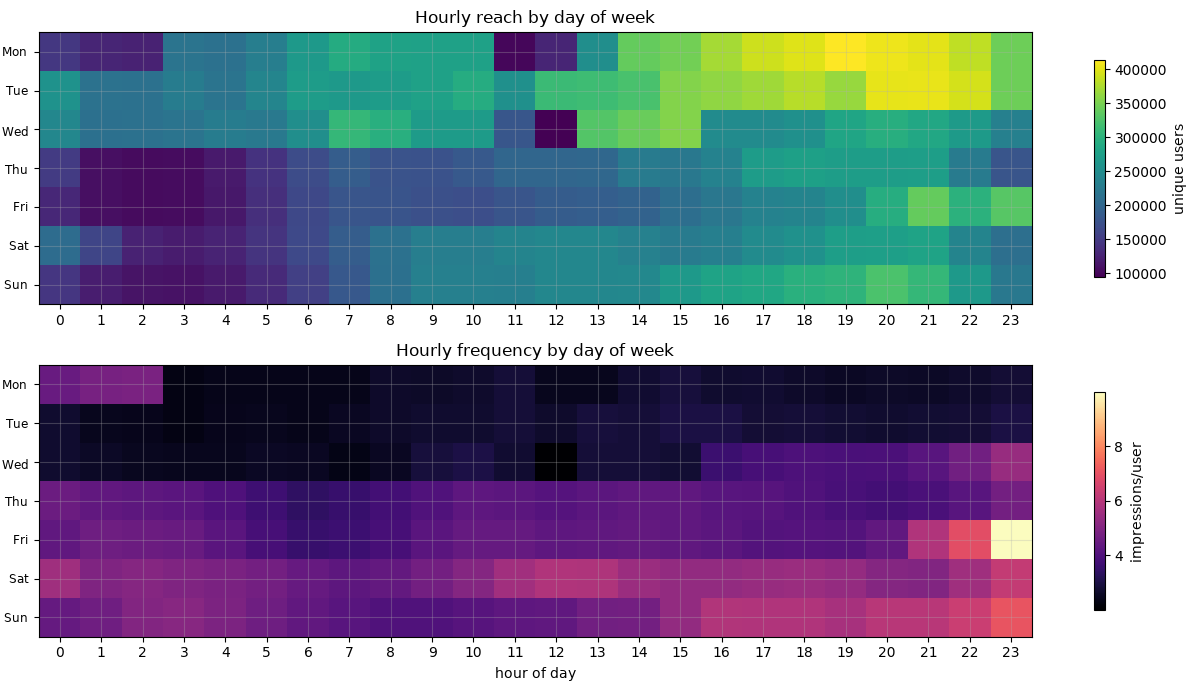 Hourly reach by day of week
Mon
Tue
Wed
Thu
Fri
Sat
Sun
0 1 2 3 4 5 6 7 8 9 10 11 12 13 14 15 16 17 18 19 20 21 22 23
400000
350000
300000
250000
200000
150000
100000
unique users
Hourly frequency by day of week
Mon
Tue
Wed
Thu
Fri
Sat
Sun
0 1 2 3 4 5 6 7 8 9 10 11 12 13 14 15 16 17 18 19 20 21 22 23
hour of day
8
6
4
impressions/user